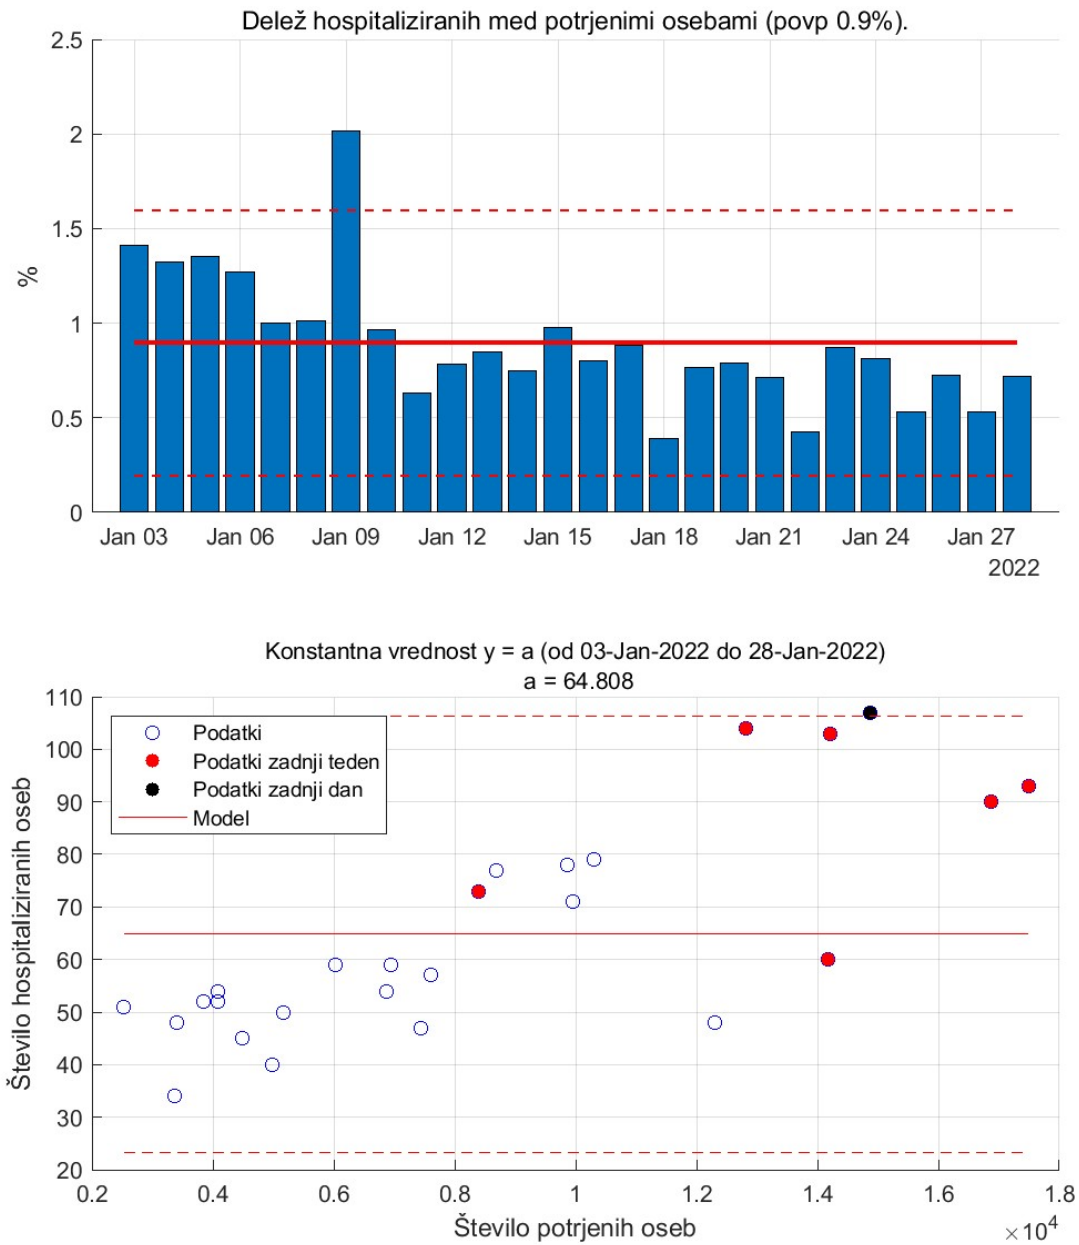 Delež hospitaliziranih med potrjenimi osebami (povp 0.9%).
2.5
2
1.5
1
0.5
0
%
Jan 03 Jan 06 Jan 09 Jan 12 Jan 15 Jan 18 Jan 21 Jan 24 Jan 27
2022
Konstantna vrednost y = a (od 03-Jan-2022 do 28-Jan-2022)
a = 64.808
110
100
90
80
70
60
50
40
30
20
Število hospitaliziranih oseb
Podatki
Podatki zadnji teden
Podatki zadnji dan
Model
0.2 0.4 0.6 0.8 1 1.2 1.4 1.6 1.8
Število potrjenih oseb
×10⁴